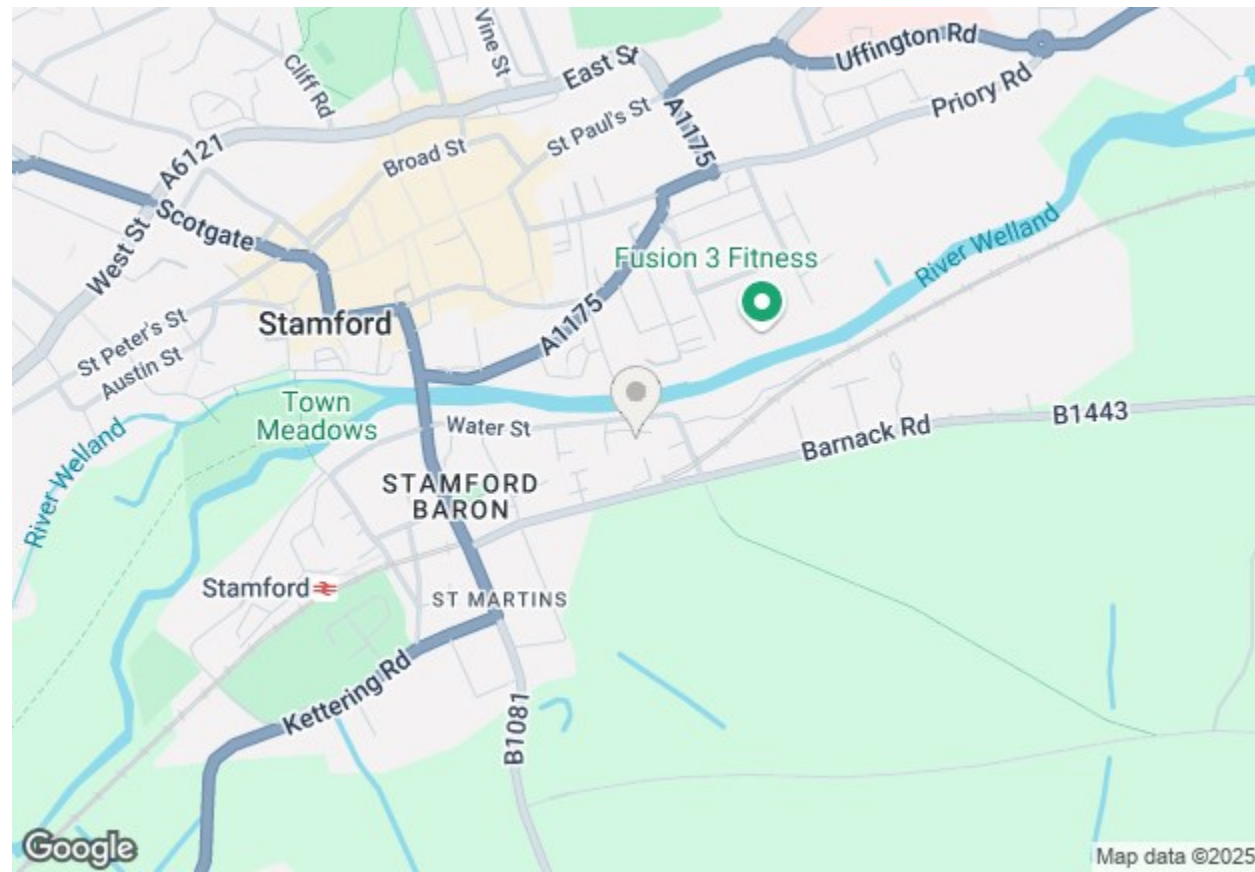 Vine St
Cliff Rd
East St
Uffington Rd
Priory Rd
St Paul's St
A1175
Broad St
A6121
West St
Scotgate
River Welland
Fusion 3 Fitness
A1175
St Peter's St
Stamford
Austin St
Town
Meadows
Water St
B1443
Barnack Rd
River Welland
STAMFORD
BARON
Stamford
ST MARTINS
Kettering Rd
B1081
Google
Map data ©2025